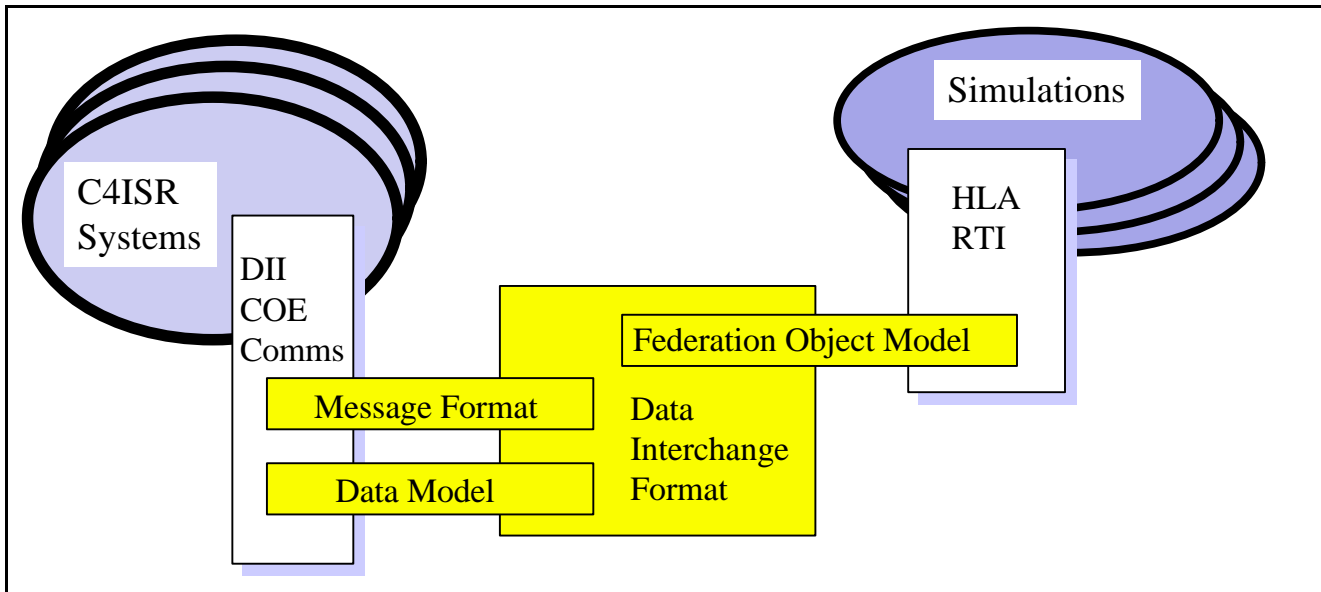 C4ISR
Systems
DII
COE
Comms
Message Format
Data Model
Data
Interchange
Format
Federation Object Model
Simulations
HLA
RTI